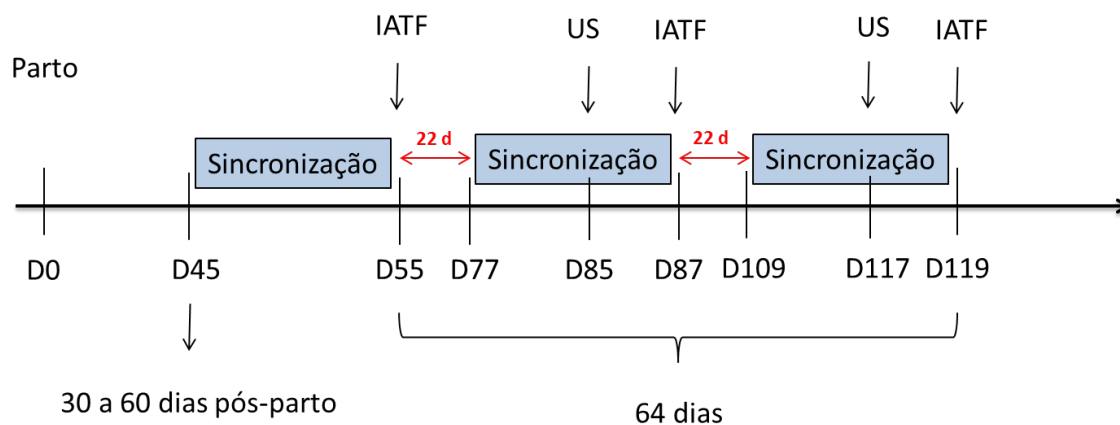 IATF US IATF US IATF
Parto
22 d 22 d
Sincronização Sincronização Sincronização
D0 D45 D55 D77 D85 D87 D109 D117 D119
30 a 60 dias pós-parto 64 dias